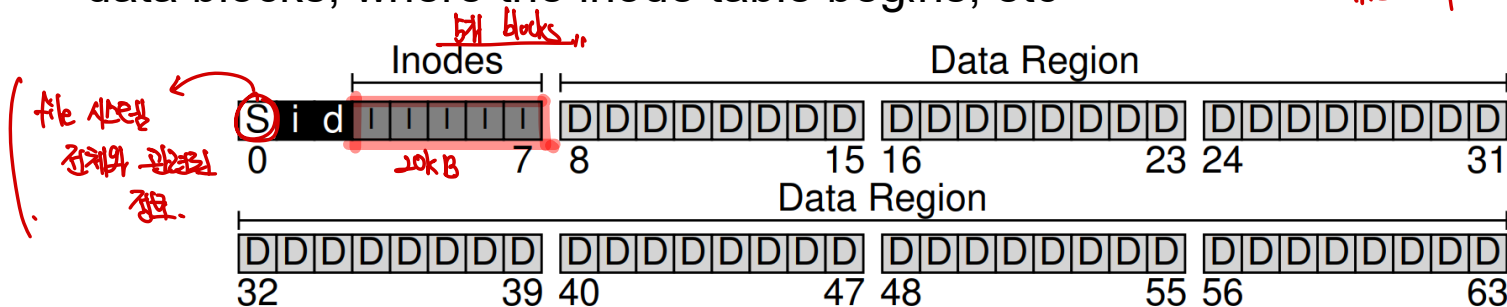 data blocks, where the inode table begins, etc
5개 blocks
Inodes Data Region
file 시스템
전체와 관련된
정보.
S i d I I I I I D D D D D D D D D D D D D D D D D D D D D D D D
0 7 8 15 16 23 24 31
20kB
Data Region
D D D D D D D D D D D D D D D D D D D D D D D D D D D D D D D D
32 39 40 47 48 55 56 63